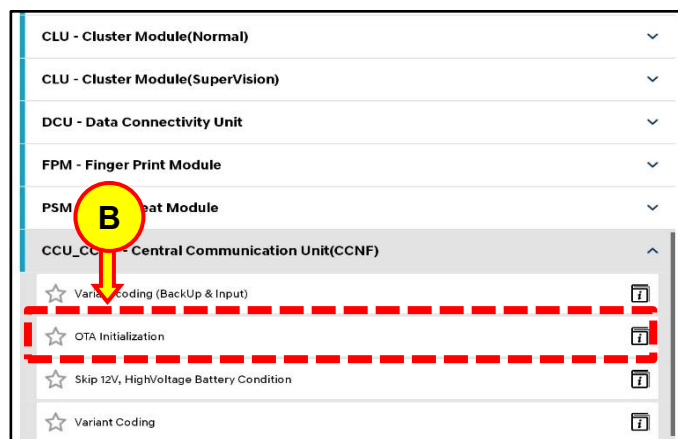 CLU - Cluster Module(Normal)
CLU - Cluster Module(SuperVision)
DCU - Data Connectivity Unit
FPM - Finger Print Module
PSM eat Module
B
CCU_CC - Central Communication Unit(CCNF)
Varia coding (BackUp & Input)
OTA Initialization
Skip 12V, HighVoltage Battery Condition
Variant Coding